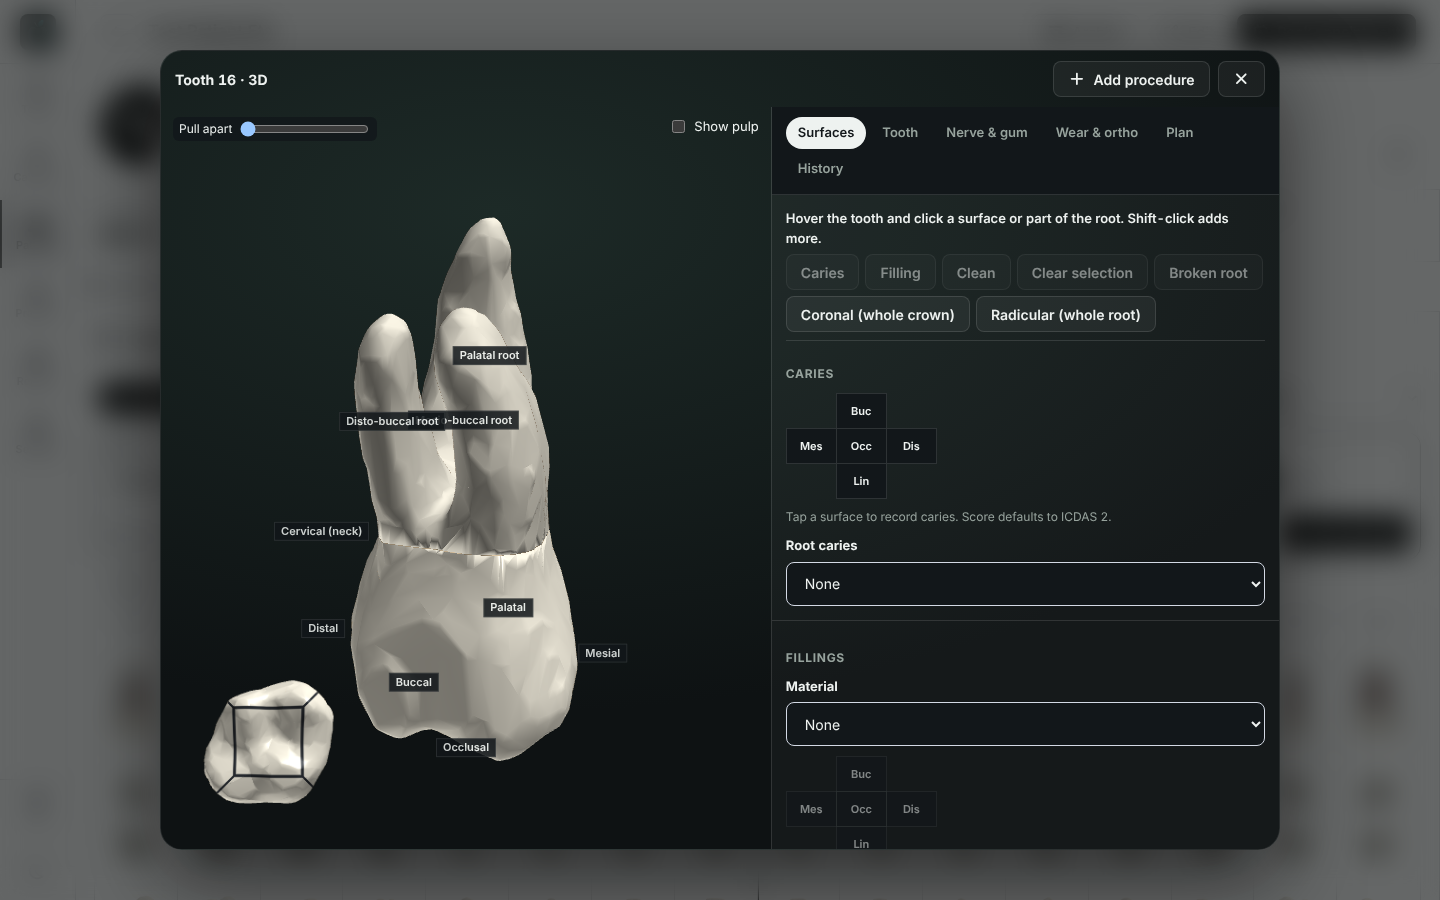 Tooth 16 · 3D
Add procedure
Pull apart
Show pulp
Surfaces
Tooth
Nerve & gum
Wear & ortho
Plan
History
Hover the tooth and click a surface or part of the root. Shift-click adds
more.
Caries
Filling
Clean
Clear selection
Broken root
Coronal (whole crown)
Radicular (whole root)
CARIES
Buc
Mes
Occ
Dis
Lin
Tap a surface to record caries. Score defaults to ICDAS 2.
Root caries
None
FILLINGS
Material
None
Buc
Mes
Occ
Dis
Lin
Palatal root
Disto-buccal root
-buccal root
Cervical (neck)
Palatal
Distal
Mesial
Buccal
Occlusal